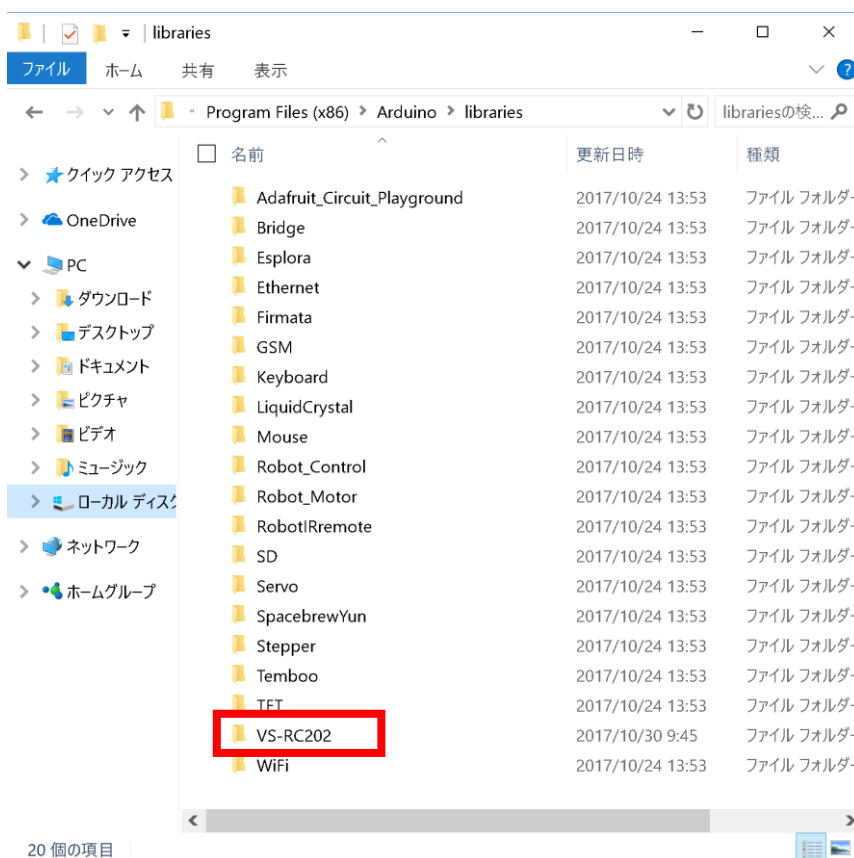 libraries
ファイル ホーム 共有 表示 ?
Program Files (x86) Arduino libraries librariesの検...
名前 更新日時 種類
クイック アクセス
OneDrive
PC
ダウンロード
デスクトップ
ドキュメント
ピクチャ
ビデオ
ミュージック
ローカル ディスク
ネットワーク
ホームグループ
Adafruit_Circuit_Playground 2017/10/24 13:53 ファイル フォルダー
Bridge 2017/10/24 13:53 ファイル フォルダー
Esplora 2017/10/24 13:53 ファイル フォルダー
Ethernet 2017/10/24 13:53 ファイル フォルダー
Firmata 2017/10/24 13:53 ファイル フォルダー
GSM 2017/10/24 13:53 ファイル フォルダー
Keyboard 2017/10/24 13:53 ファイル フォルダー
LiquidCrystal 2017/10/24 13:53 ファイル フォルダー
Mouse 2017/10/24 13:53 ファイル フォルダー
Robot_Control 2017/10/24 13:53 ファイル フォルダー
Robot_Motor 2017/10/24 13:53 ファイル フォルダー
RobotIRremote 2017/10/24 13:53 ファイル フォルダー
SD 2017/10/24 13:53 ファイル フォルダー
Servo 2017/10/24 13:53 ファイル フォルダー
SpacebrewYun 2017/10/24 13:53 ファイル フォルダー
Stepper 2017/10/24 13:53 ファイル フォルダー
Temboo 2017/10/24 13:53 ファイル フォルダー
TFT 2017/10/24 13:53 ファイル フォルダー
VS-RC202 2017/10/30 9:45 ファイル フォルダー
WiFi 2017/10/24 13:53 ファイル フォルダー
20 個の項目